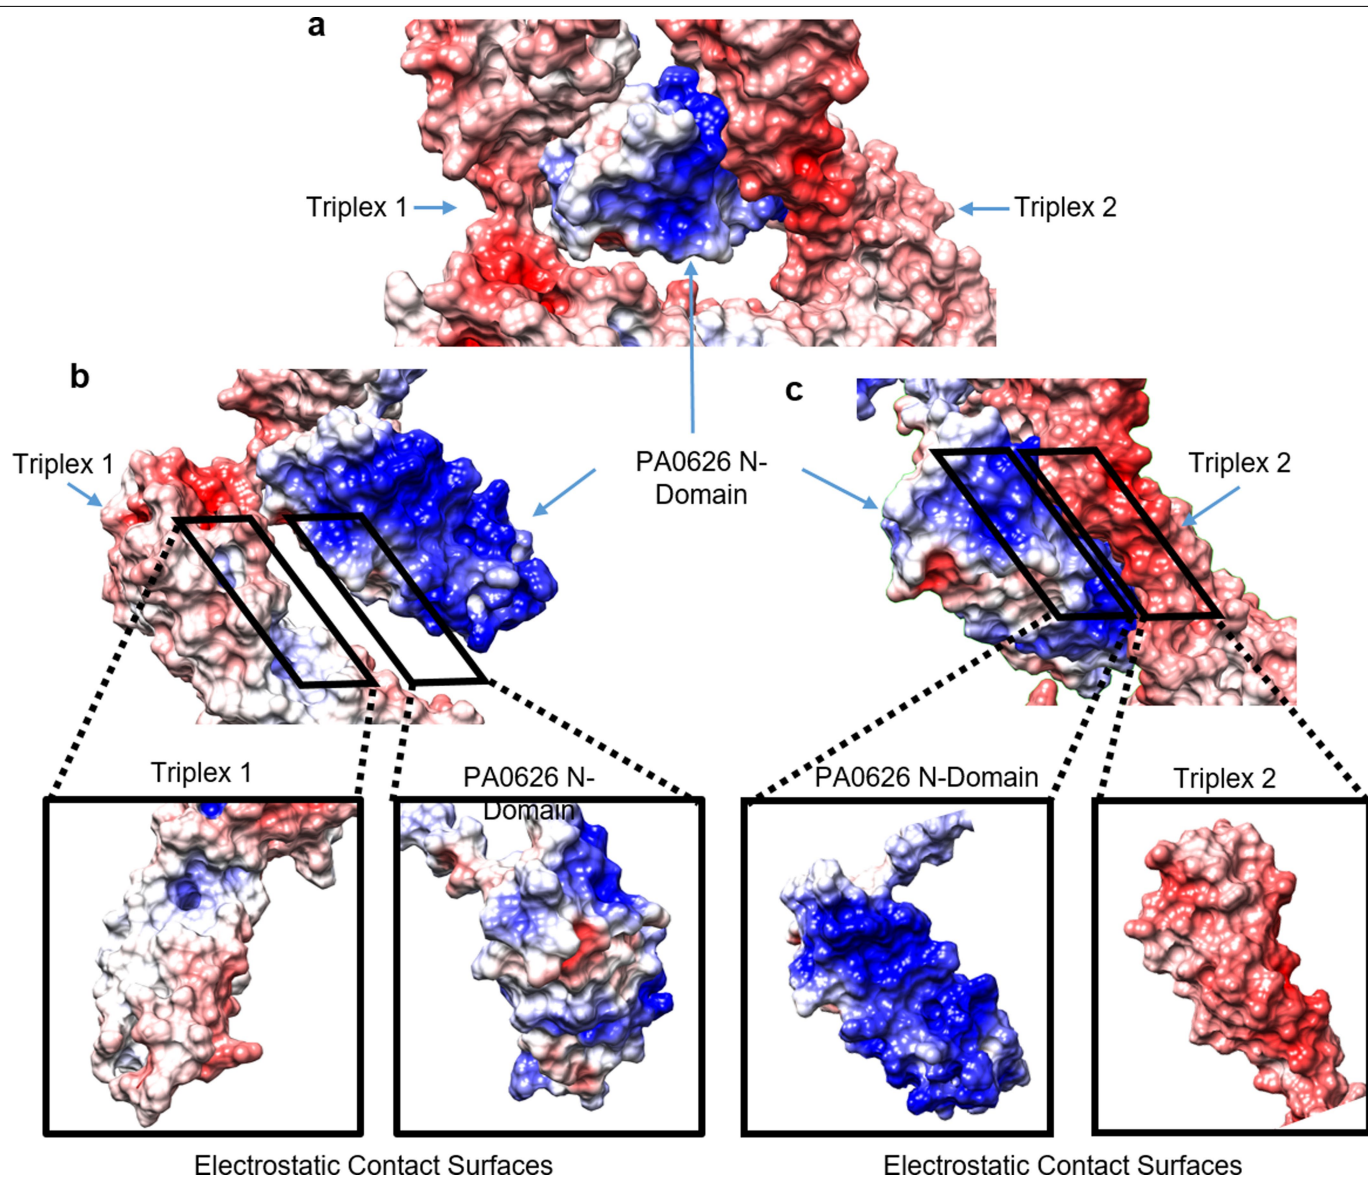 a
Triplex 1
Triplex 2
b
c
Triplex 1
PA0626 N-
Domain
Triplex 2
Triplex 1
PA0626 N-
Domain
PA0626 N-Domain
Triplex 2
Electrostatic Contact Surfaces
Electrostatic Contact Surfaces